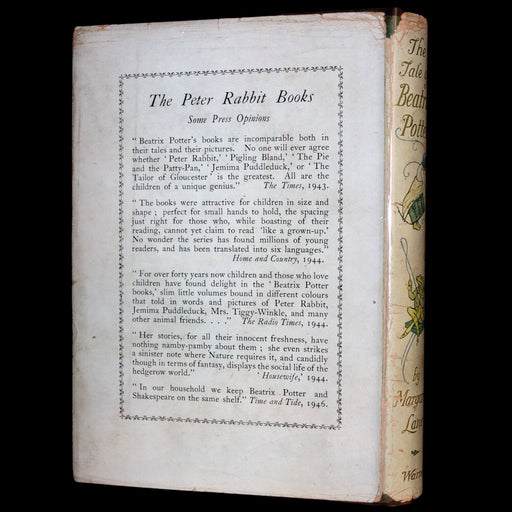 The Peter Rabbit Books
Some Press Opinions
“ Beatrix Potter's books are incomparable both in
their tales and their pictures. No one will ever agree
whether ‘ Peter Rabbit,’ ‘ Pigling Bland,’ ‘ The Pie
and the Patty-Pan,’ ‘ Jemima Puddleduck,’ or ‘ The
Tailor of Gloucester ’ is the greatest. All are the
children of a unique genius.” The Times, 1943.
“ The books were attractive for children in size and
shape ; perfect for small hands to hold, the spacing
just right for those who, while boasting of their
reading, cannot yet claim to read ‘ like a grown-up.’
No wonder the series has found millions of young
readers, and has been translated into six languages.”
Home and Country, 1944.
“ For over forty years now children and those who love
children have found delight in the ‘ Beatrix Potter
books,’ slim little volumes bound in different colours
that told in words and pictures of Peter Rabbit,
Jemima Puddleduck, Mrs. Tiggy-Winkle, and many
other animal friends. . . .” The Radio Times, 1944.
“ Her stories, for all their innocent freshness, have
nothing namby-pamby about them ; she even strikes
a sinister note where Nature requires it, and candidly
though in terms of fantasy, displays the social life of the
hedgerow world.” ‘ Housewife,’ 1944.
“ In our household we keep Beatrix Potter and
Shakespeare on the same shelf.” Time and Tide, 1946.
The
Tale
Beatrix
Potter
by
Margar
Lane
Warn